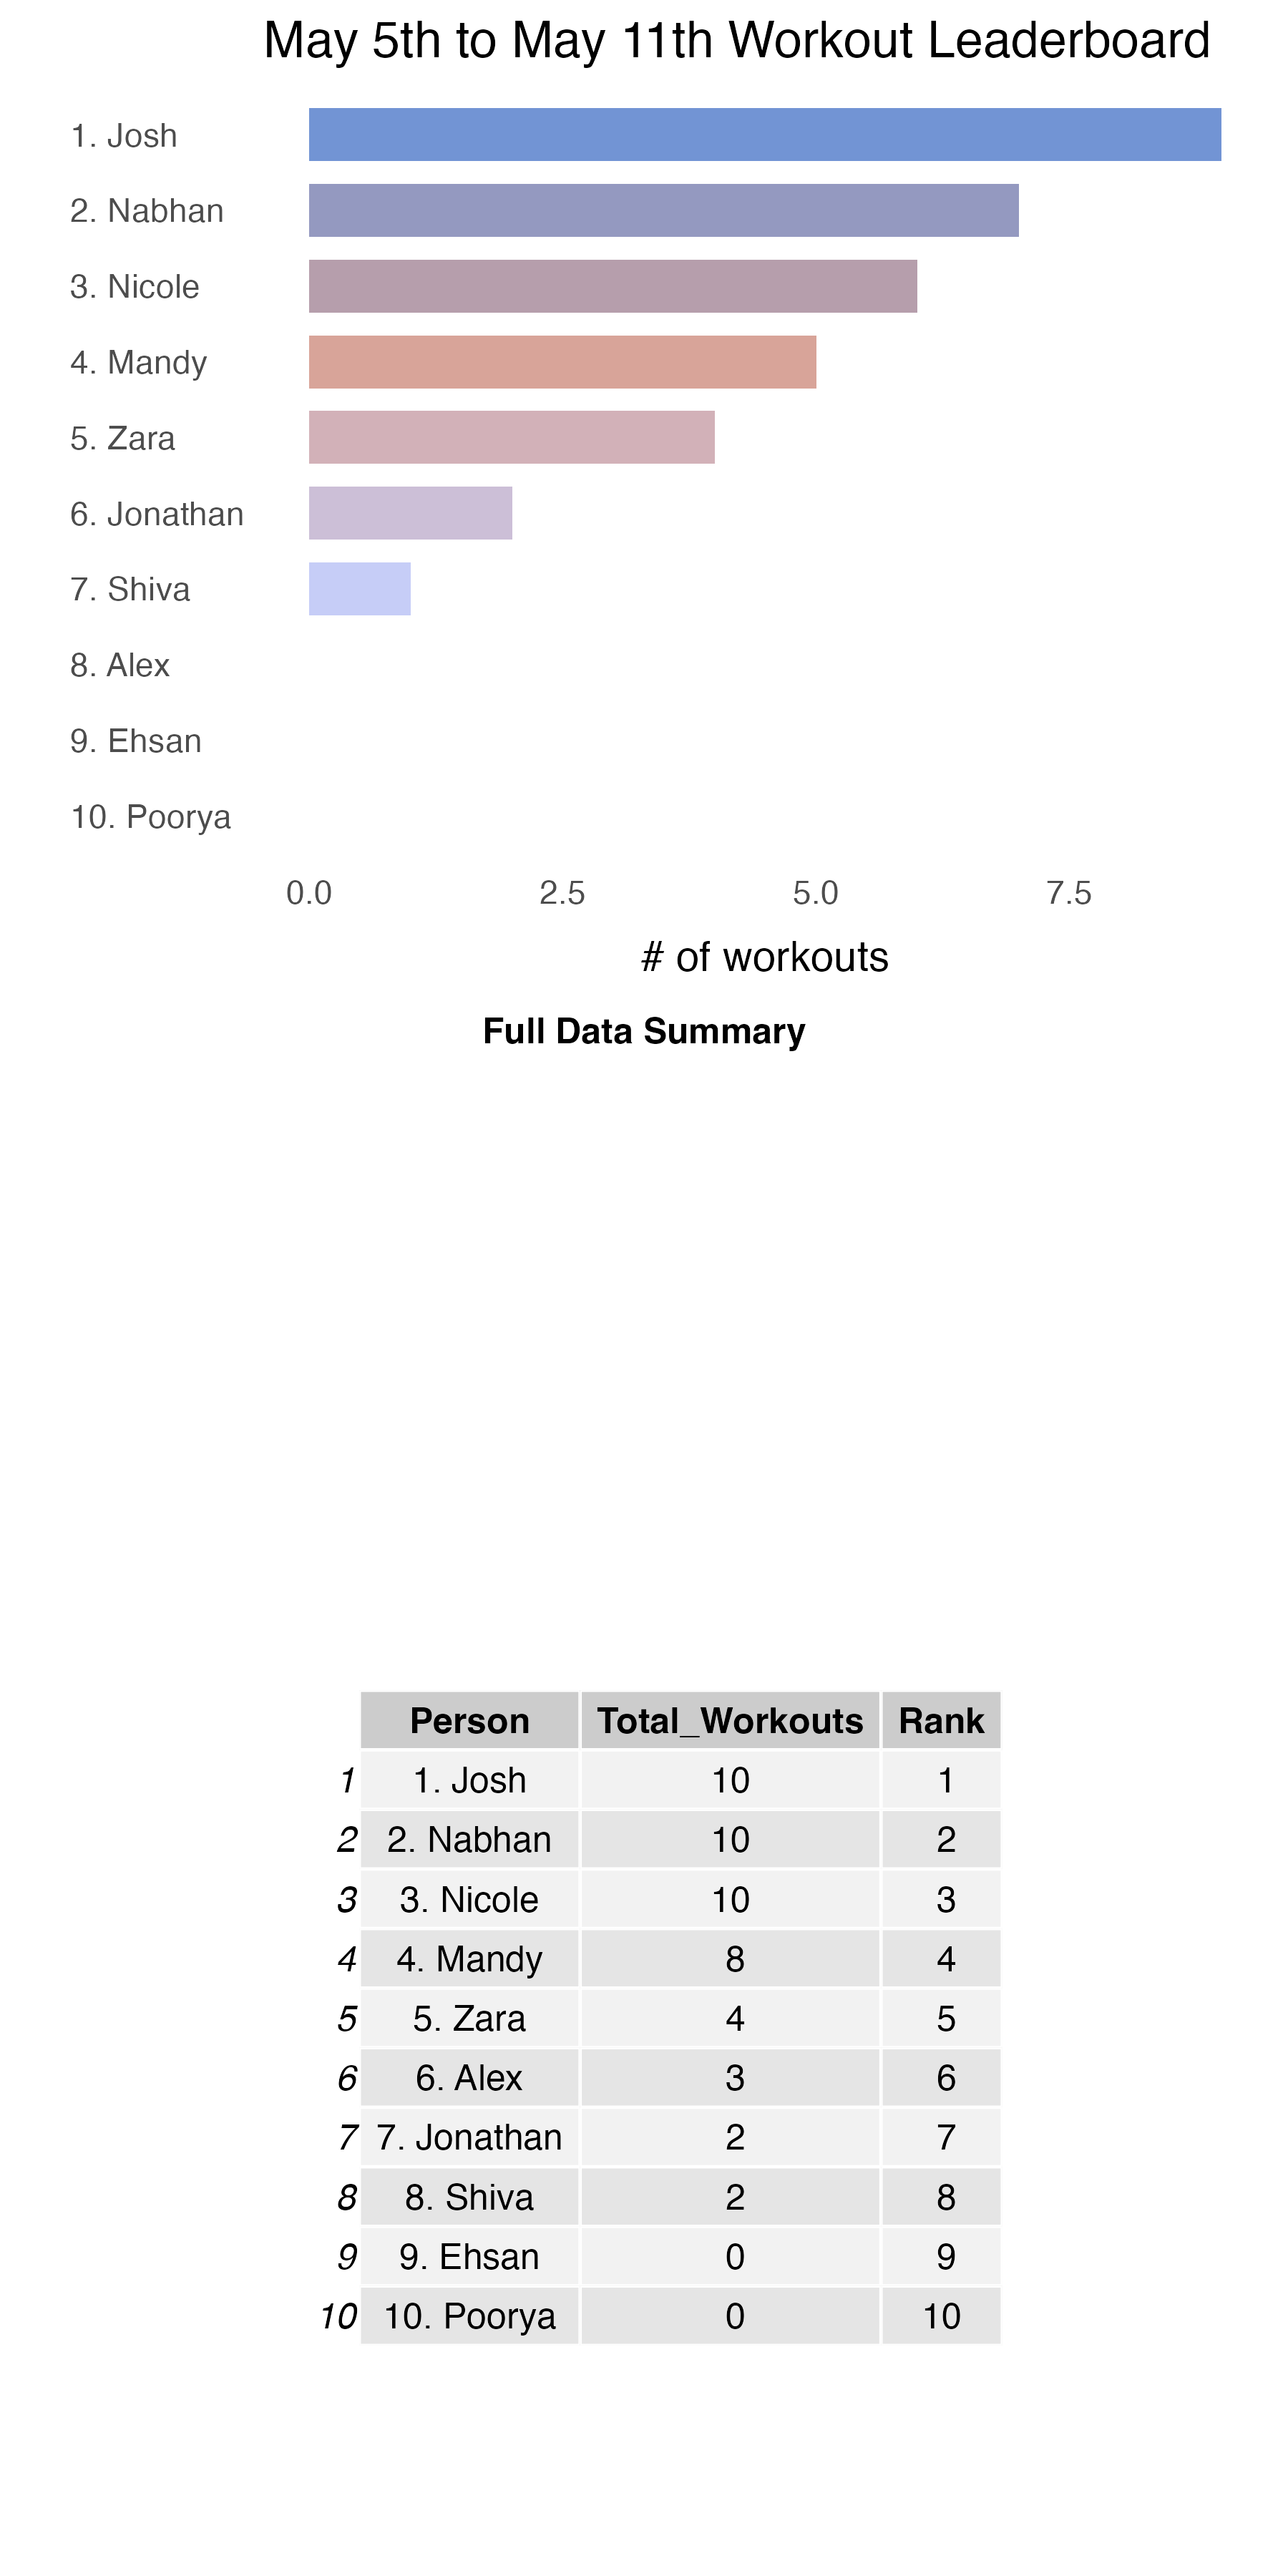 May 5th to May 11th Workout Leaderboard
1. Josh
2. Nabhan
3. Nicole
4. Mandy
5. Zara
6. Jonathan
7. Shiva
8. Alex
9. Ehsan
10. Poorya
0.0 2.5 5.0 7.5
# of workouts
Full Data Summary
Person Total_Workouts Rank
1 1. Josh 10 1
2 2. Nabhan 10 2
3 3. Nicole 10 3
4 4. Mandy 8 4
5 5. Zara 4 5
6 6. Alex 3 6
7 7. Jonathan 2 7
8 8. Shiva 2 8
9 9. Ehsan 0 9
10 10. Poorya 0 10